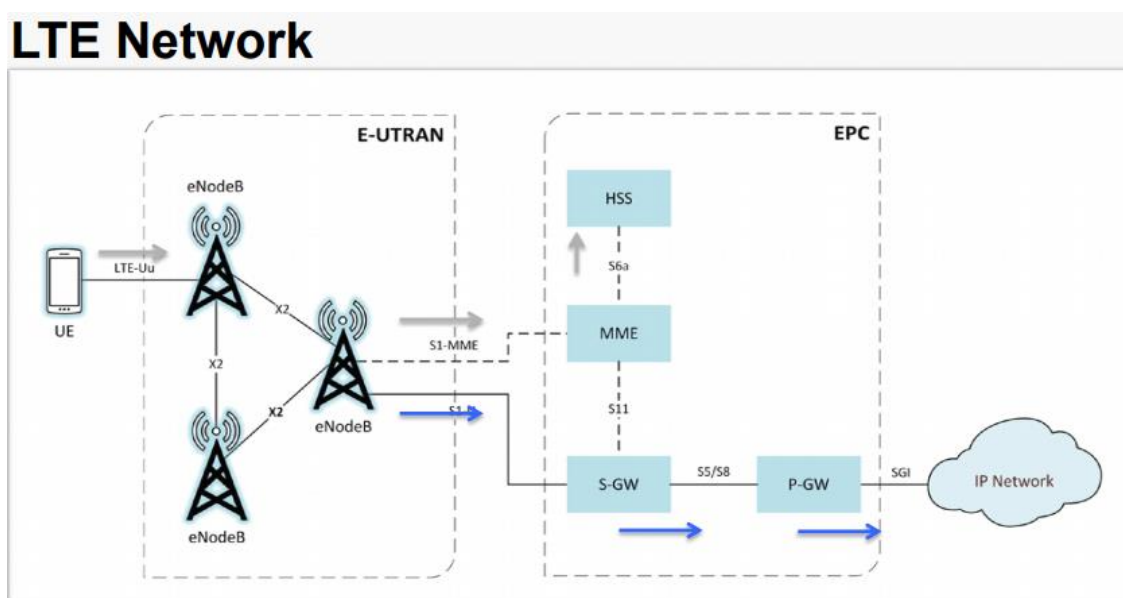 LTE Network
E-UTRAN
EPC
eNodeB
HSS
LTE-Uu
S6a
UE
X2
S1-MME
MME
X2
X2
S11
eNodeB
S-GW
S5/S8
P-GW
SGI
IP Network
eNodeB